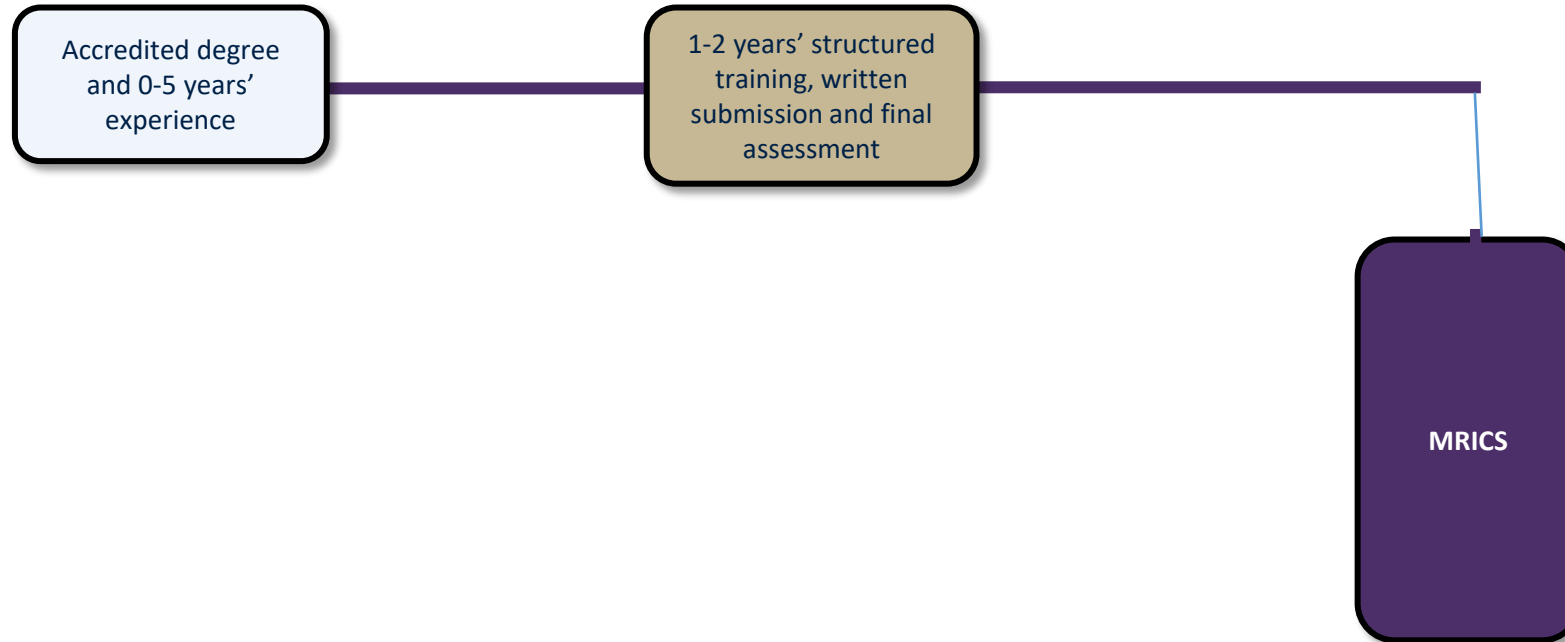 Accredited degree
and 0-5 years’
experience
1-2 years’ structured
training, written
submission and final
assessment
MRICS